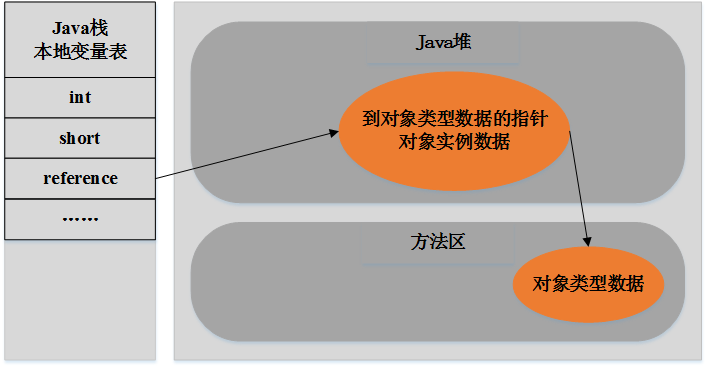 Java栈
本地变量表
int
short
reference
……
Java堆
到对象类型数据的指针
对象实例数据
方法区
对象类型数据